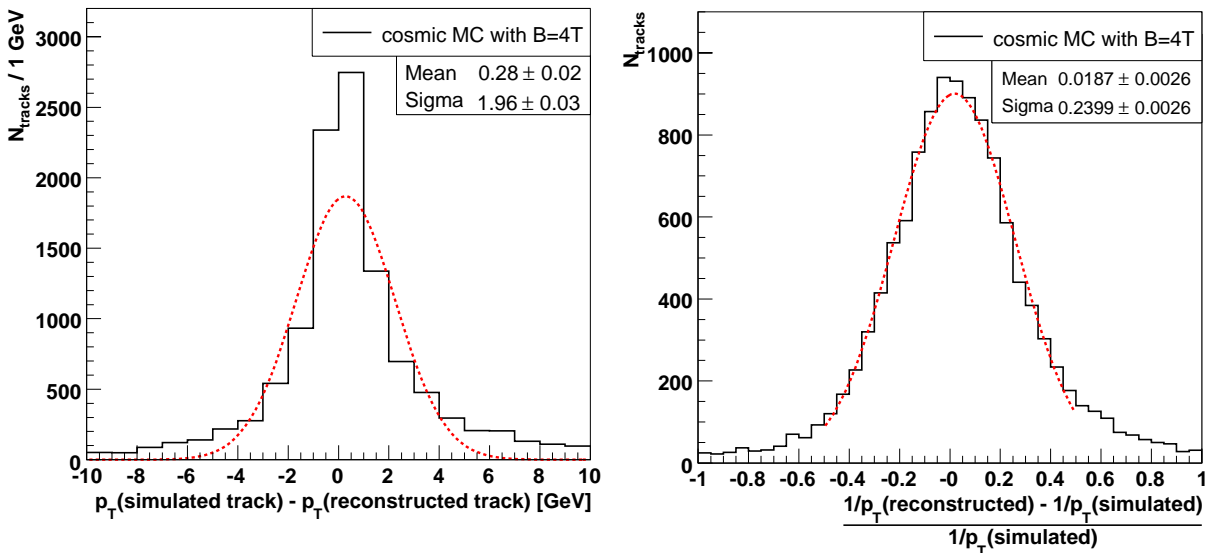 N_tracks / 1 GeV
cosmic MC with B=4T
Mean 0.28 ± 0.02
Sigma 1.96 ± 0.03
3000
2500
2000
1500
1000
500
0
-10 -8 -6 -4 -2 0 2 4 6 8 10
p_T(simulated track) - p_T(reconstructed track) [GeV]
N_tracks
cosmic MC with B=4T
Mean 0.0187 ± 0.0026
Sigma 0.2399 ± 0.0026
1000
800
600
400
200
0
-1 -0.8 -0.6 -0.4 -0.2 -0 0.2 0.4 0.6 0.8 1
1/p_T(reconstructed) - 1/p_T(simulated)
1/p_T(simulated)